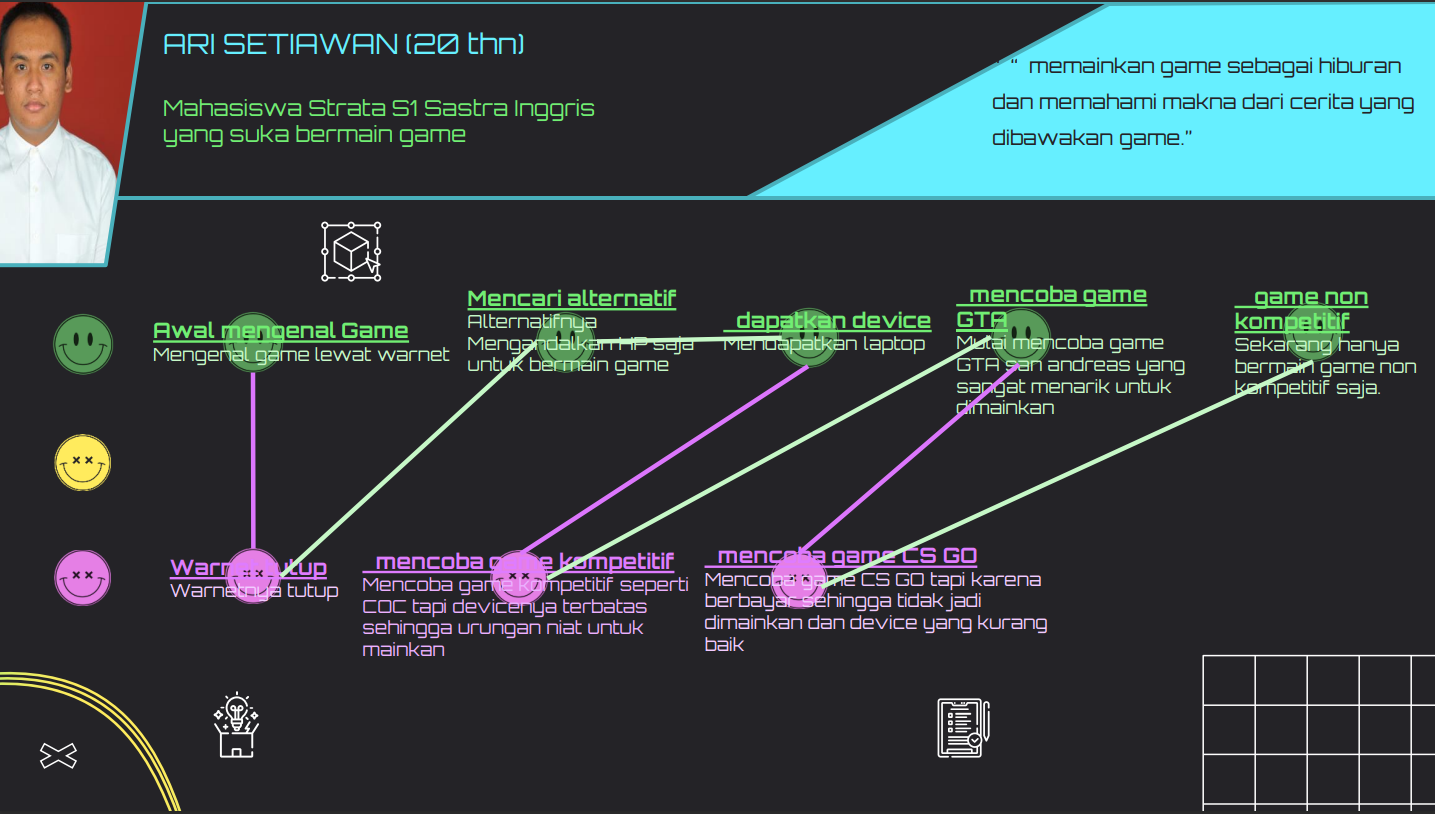 ARI SETIAWAN (20 thn)
Mahasiswa Strata S1 Sastra Inggris
yang suka bermain game
“ memainkan game sebagai hiburan
dan memahami makna dari cerita yang
dibawakan game.”
Awal mengenal Game
Mengenal game lewat warnet
Mencari alternatif
Alternatifnya
Mengandalkan HP saja
untuk bermain game
dapatkan device
Mendapatkan laptop
mencoba game
GTA
Mulai mencoba game
GTA san andreas yang
sangat menarik untuk
dimainkan
game non
kompetitif
Sekarang hanya
bermain game non
kompetitif saja.
Warnet tutup
Warnetnya tutup
mencoba game kompetitif
Mencoba game kompetitif seperti
COC tapi devicenya terbatas
sehingga urungan niat untuk
mainkan
mencoba game CS GO
Mencoba game CS GO tapi karena
berbayar sehingga tidak jadi
dimainkan dan device yang kurang
baik